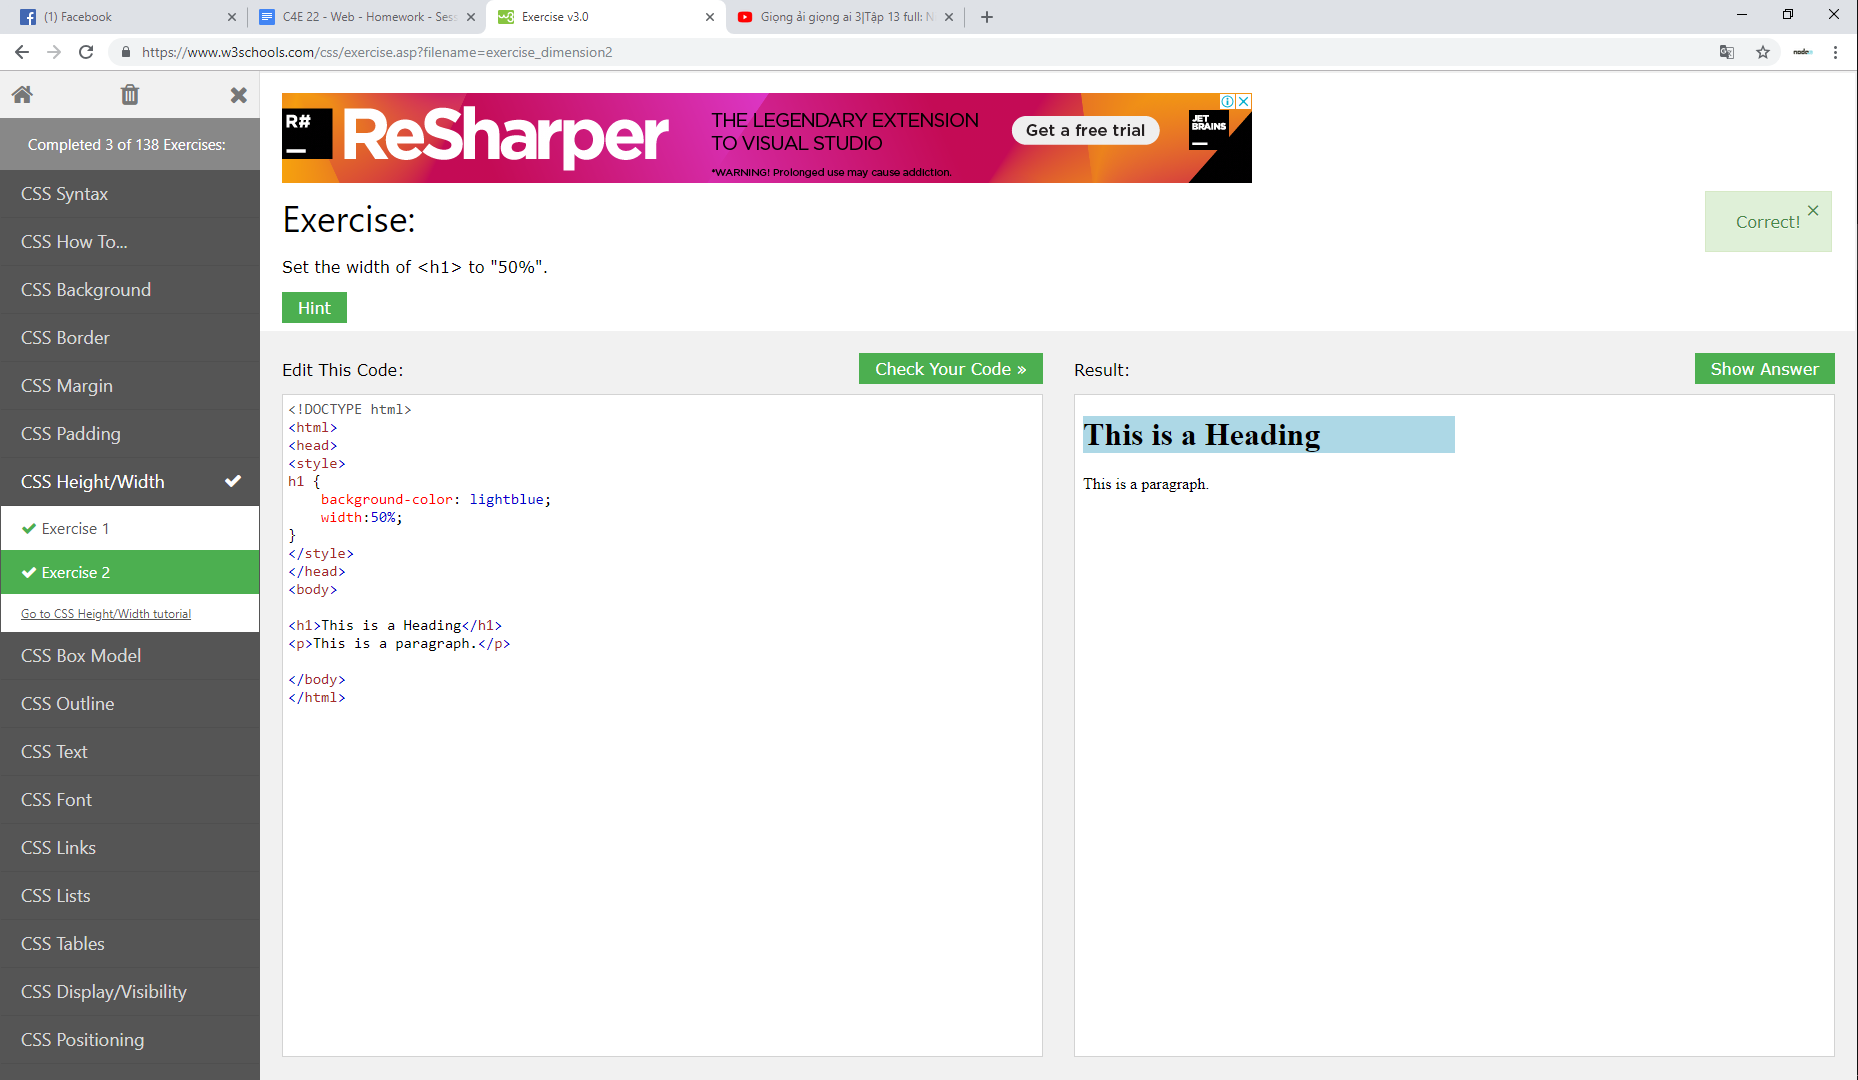 (1) Facebook
C4E 22 - Web - Homework - Sess
Exercise v3.0
Giọng ải giọng ai 3|Tập 13 full: N
https://www.w3schools.com/css/exercise.asp?filename=exercise_dimension2
Completed 3 of 138 Exercises:
CSS Syntax
CSS How To...
CSS Background
CSS Border
CSS Margin
CSS Padding
CSS Height/Width
Exercise 1
Exercise 2
Go to CSS Height/Width tutorial
CSS Box Model
CSS Outline
CSS Text
CSS Font
CSS Links
CSS Lists
CSS Tables
CSS Display/Visibility
CSS Positioning
R#
ReSharper
THE LEGENDARY EXTENSION
TO VISUAL STUDIO
*WARNING! Prolonged use may cause addiction.
Get a free trial
JET
BRAINS
Exercise:
Set the width of <h1> to "50%".
Hint
Correct!
Edit This Code:
Check Your Code »
<!DOCTYPE html>
<html>
<head>
<style>
h1 {
    background-color: lightblue;
    width:50%;
}
</style>
</head>
<body>
<h1>This is a Heading</h1>
<p>This is a paragraph.</p>
</body>
</html>
Result:
Show Answer
This is a Heading
This is a paragraph.